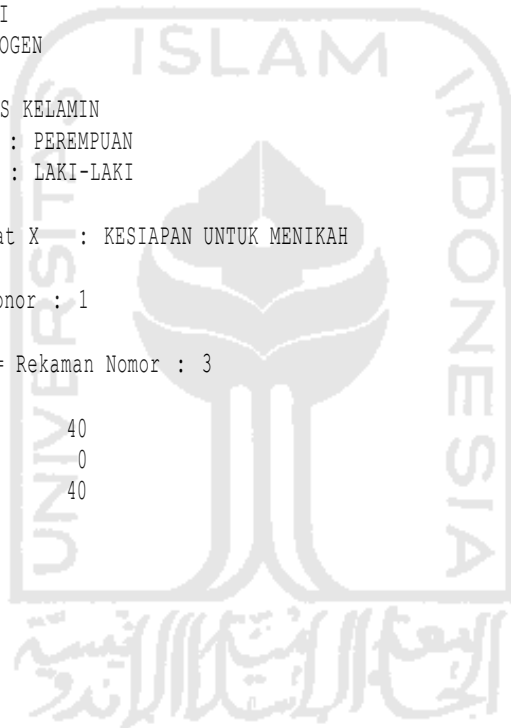 I
OGEN
ISLAM
S KELAMIN
: PEREMPUAN
: LAKI-LAKI
at X : KESIAPAN UNTUK MENIKAH
onor : 1
= Rekaman Nomor : 3
40
0
40
UNIVERSITAS
INDONESIA